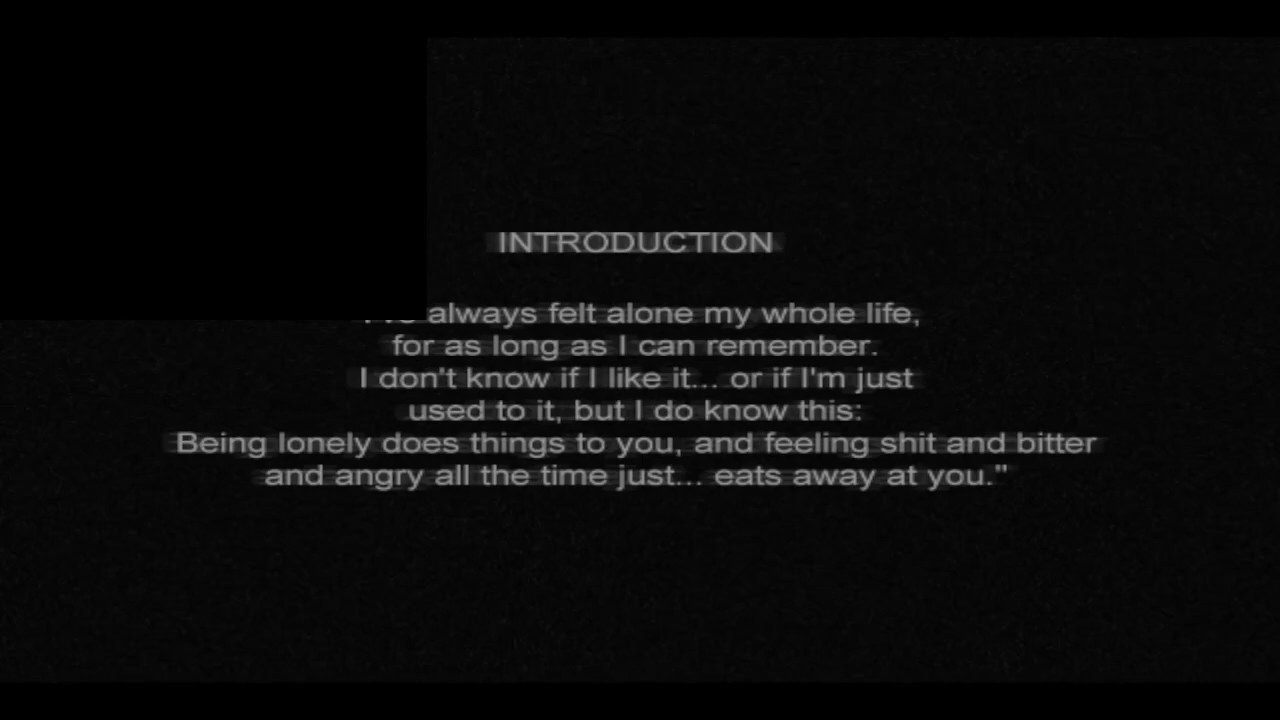 INTRODUCTION
always felt alone my whole life,
for as long as I can remember.
I don't know if I like it... or if I'm just
used to it, but I do know this:
Being lonely does things to you, and feeling shit and bitter
and angry all the time just... eats away at you."